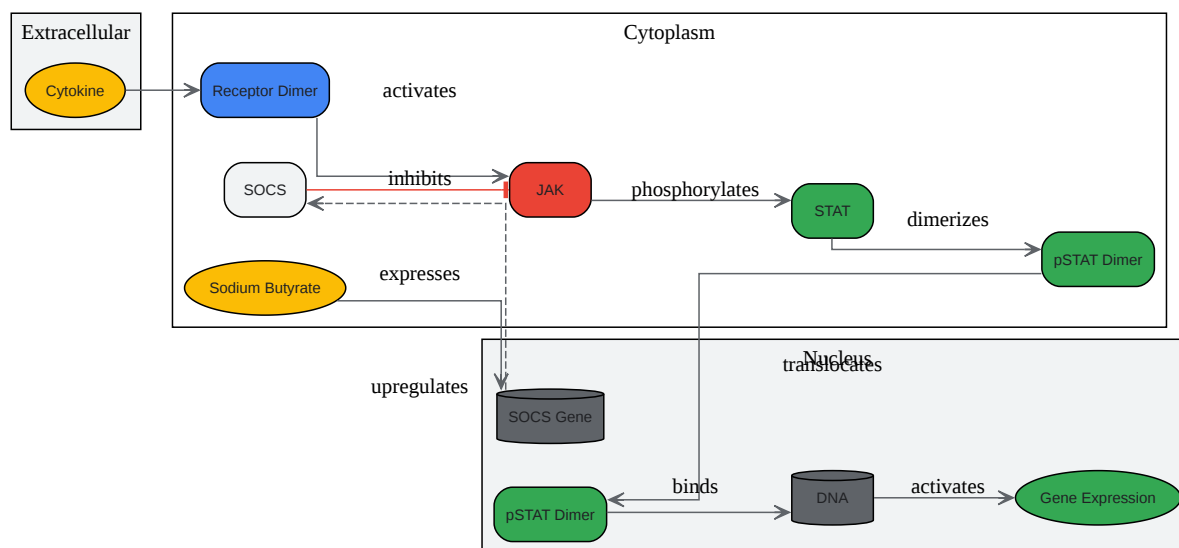 Extracellular
Cytoplasm
Cytokine
Receptor Dimer
activates
SOCS
inhibits
JAK
phosphorylates
STAT
dimerizes
pSTAT Dimer
Sodium Butyrate
expresses
Nucleus
translocates
upregulates
SOCS Gene
pSTAT Dimer
binds
DNA
activates
Gene Expression